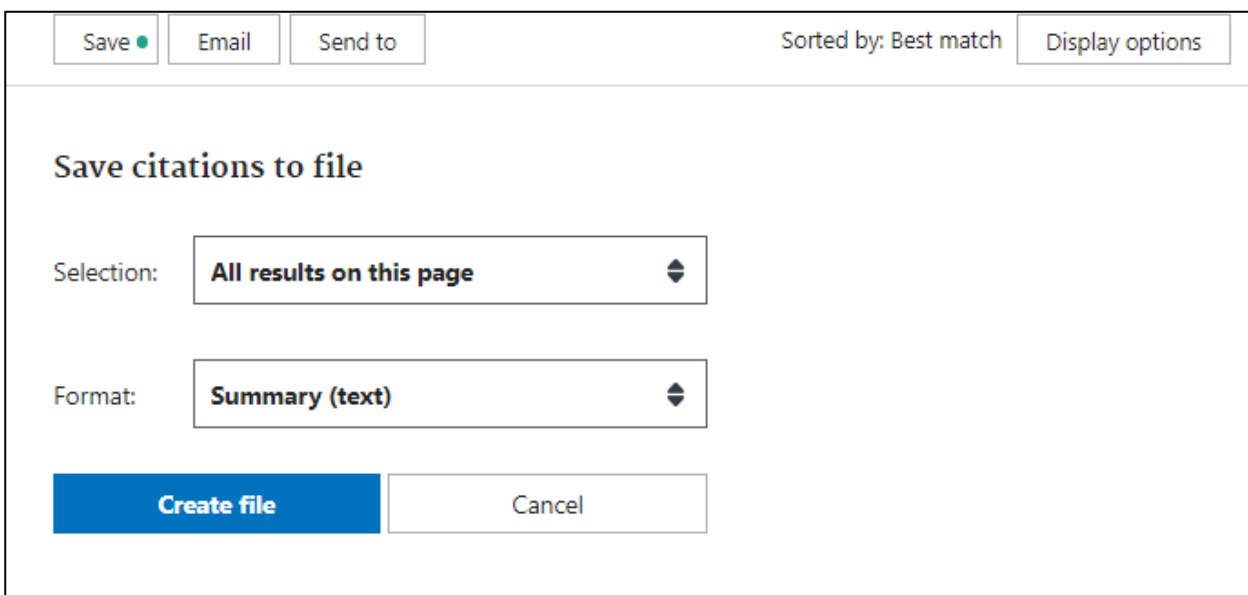 Save Email Send to Sorted by: Best match Display options
Save citations to file
Selection: All results on this page
Format: Summary (text)
Create file Cancel